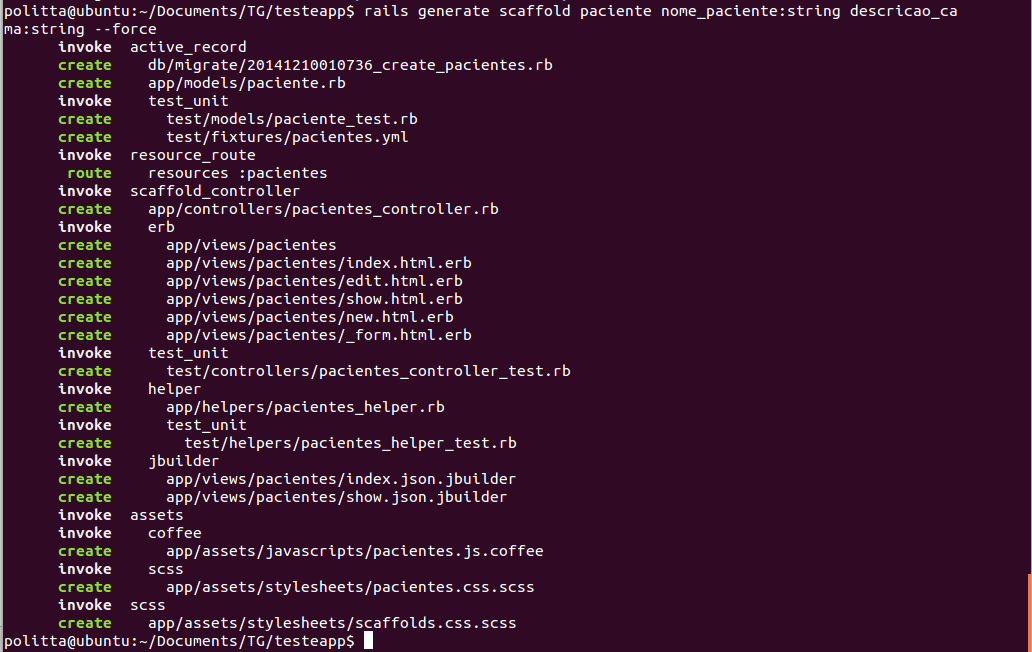 politta@ubuntu:~/Documents/TG/testeapp$ rails generate scaffold paciente nome_paciente:string descricao_ca
ma:string --force
invoke active_record
create db/migrate/20141210010736_create_pacientes.rb
create app/models/paciente.rb
invoke test_unit
create test/models/paciente_test.rb
create test/fixtures/pacientes.yml
invoke resource_route
route resources :pacientes
invoke scaffold_controller
create app/controllers/pacientes_controller.rb
invoke erb
create app/views/pacientes
create app/views/pacientes/index.html.erb
create app/views/pacientes/edit.html.erb
create app/views/pacientes/show.html.erb
create app/views/pacientes/new.html.erb
create app/views/pacientes/_form.html.erb
invoke test_unit
create test/controllers/pacientes_controller_test.rb
invoke helper
create app/helpers/pacientes_helper.rb
invoke test_unit
create test/helpers/pacientes_helper_test.rb
invoke jbuilder
create app/views/pacientes/index.json.jbuilder
create app/views/pacientes/show.json.jbuilder
invoke assets
invoke coffee
create app/assets/javascripts/pacientes.js.coffee
invoke scss
create app/assets/stylesheets/pacientes.css.scss
invoke scss
create app/assets/stylesheets/scaffolds.css.scss
politta@ubuntu:~/Documents/TG/testeapp$